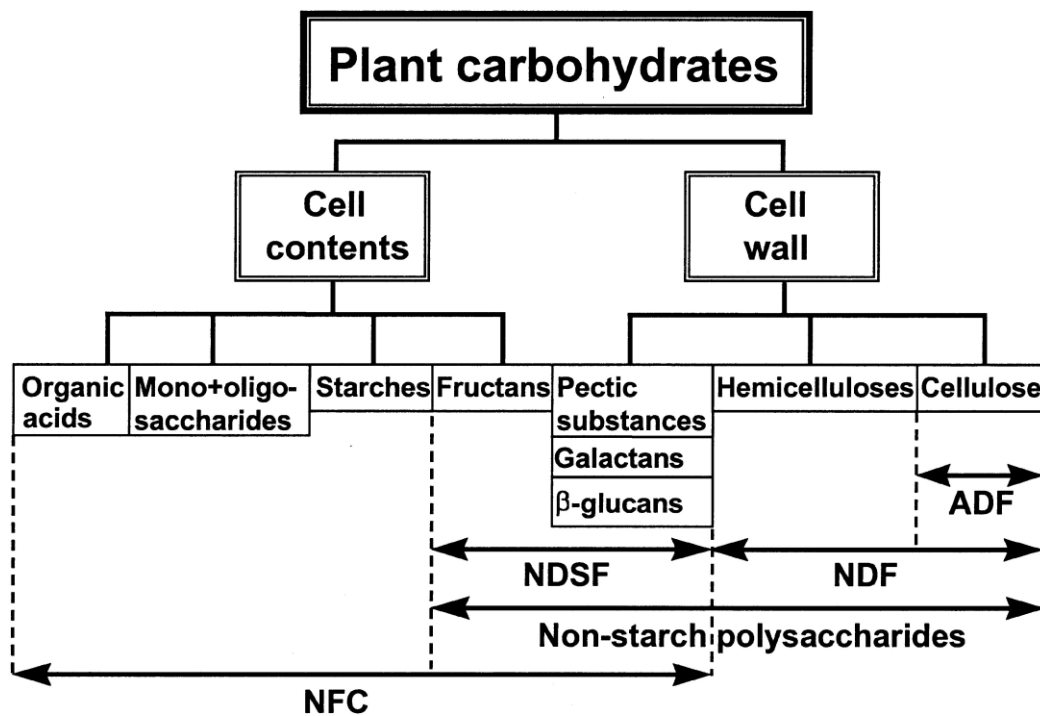 Plant carbohydrates
Cell
contents
Cell
wall
Organic
acids
Mono+oligo-
saccharides
Starches
Fructans
Pectic
substances
Galactans
β-glucans
Hemicelluloses
Cellulose
ADF
NDSF
NDF
Non-starch polysaccharides
NFC